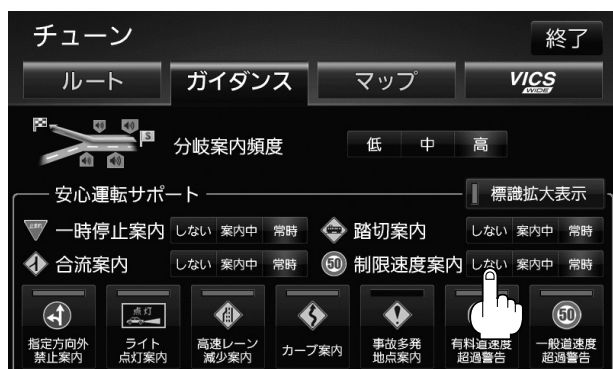 チューン
終了
ルート ガイダンス マップ VICS WIDE
S
分岐案内頻度 低 中 高
安心運転サポート 標識拡大表示
一時停止案内 しない 案内中 常時 踏切案内 しない 案内中 常時
合流案内 しない 案内中 常時 50 制限速度案内 しない 案内中 常時
点灯 50
指定方向外 ライト 高速レーン カーブ案内 事故多発 有料道速度 一般道速度
禁止案内 点灯案内 減少案内 地点案内 超過警告 超過警告